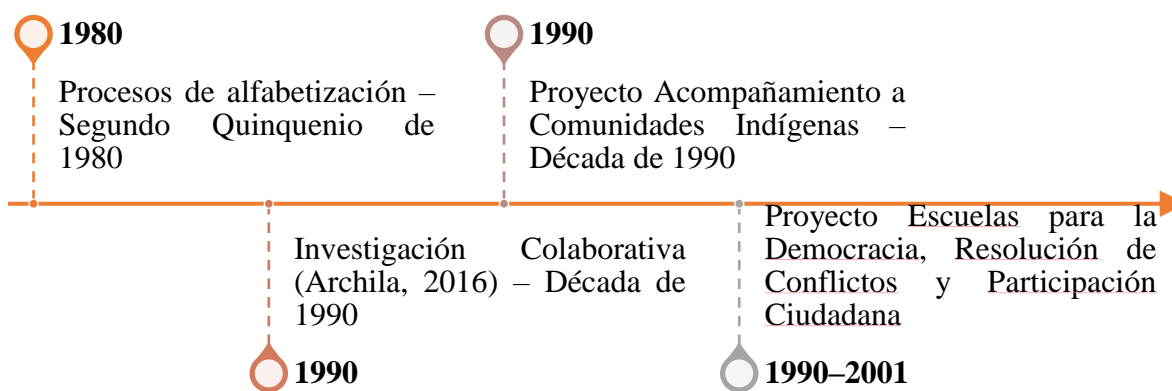 1980
Procesos de alfabetización –
Segundo Quinquenio de
1980
1990
Proyecto Acompañamiento a
Comunidades Indígenas –
Década de 1990
Investigación Colaborativa
(Archila, 2016) – Década de
1990
1990
Proyecto Escuelas para la
Democracia, Resolución de
Conflictos y Participación
Ciudadana
1990–2001